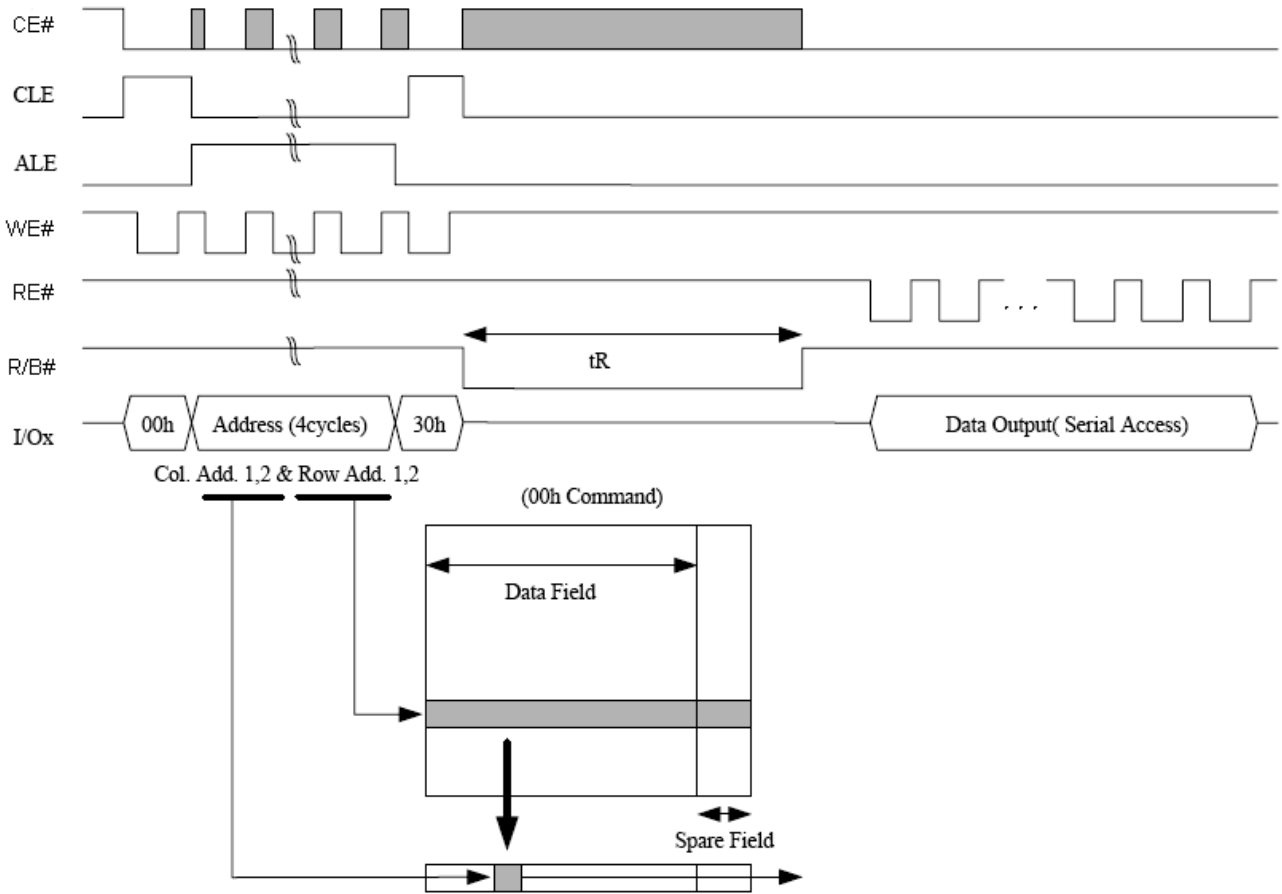 CE#
CLE
ALE
WE#
RE#
. . .
R/B#
tR
I/Ox
00h
Address (4cycles)
30h
Data Output( Serial Access)
Col. Add. 1,2 & Row Add. 1,2
(00h Command)
Data Field
Spare Field